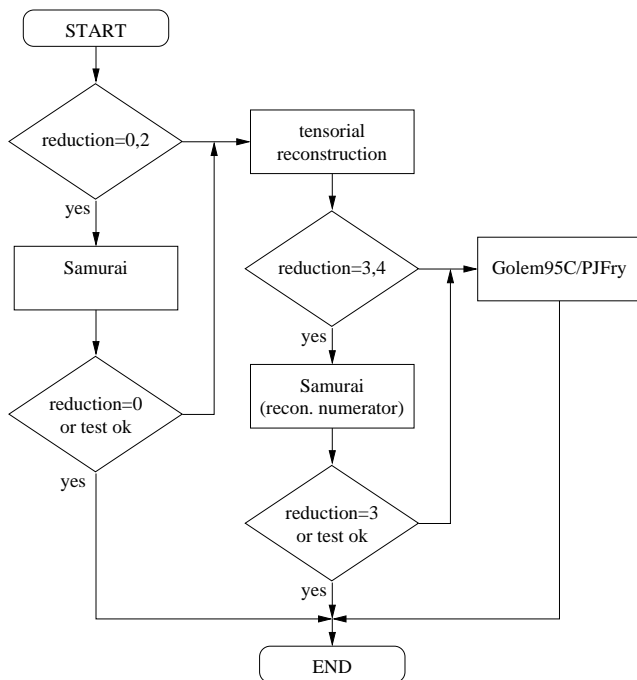 START
reduction=0,2
yes
Samurai
reduction=0
or test ok
yes
tensorial
reconstruction
reduction=3,4
yes
Samurai
(recon. numerator)
reduction=3
or test ok
yes
Golem95C/PJFry
END